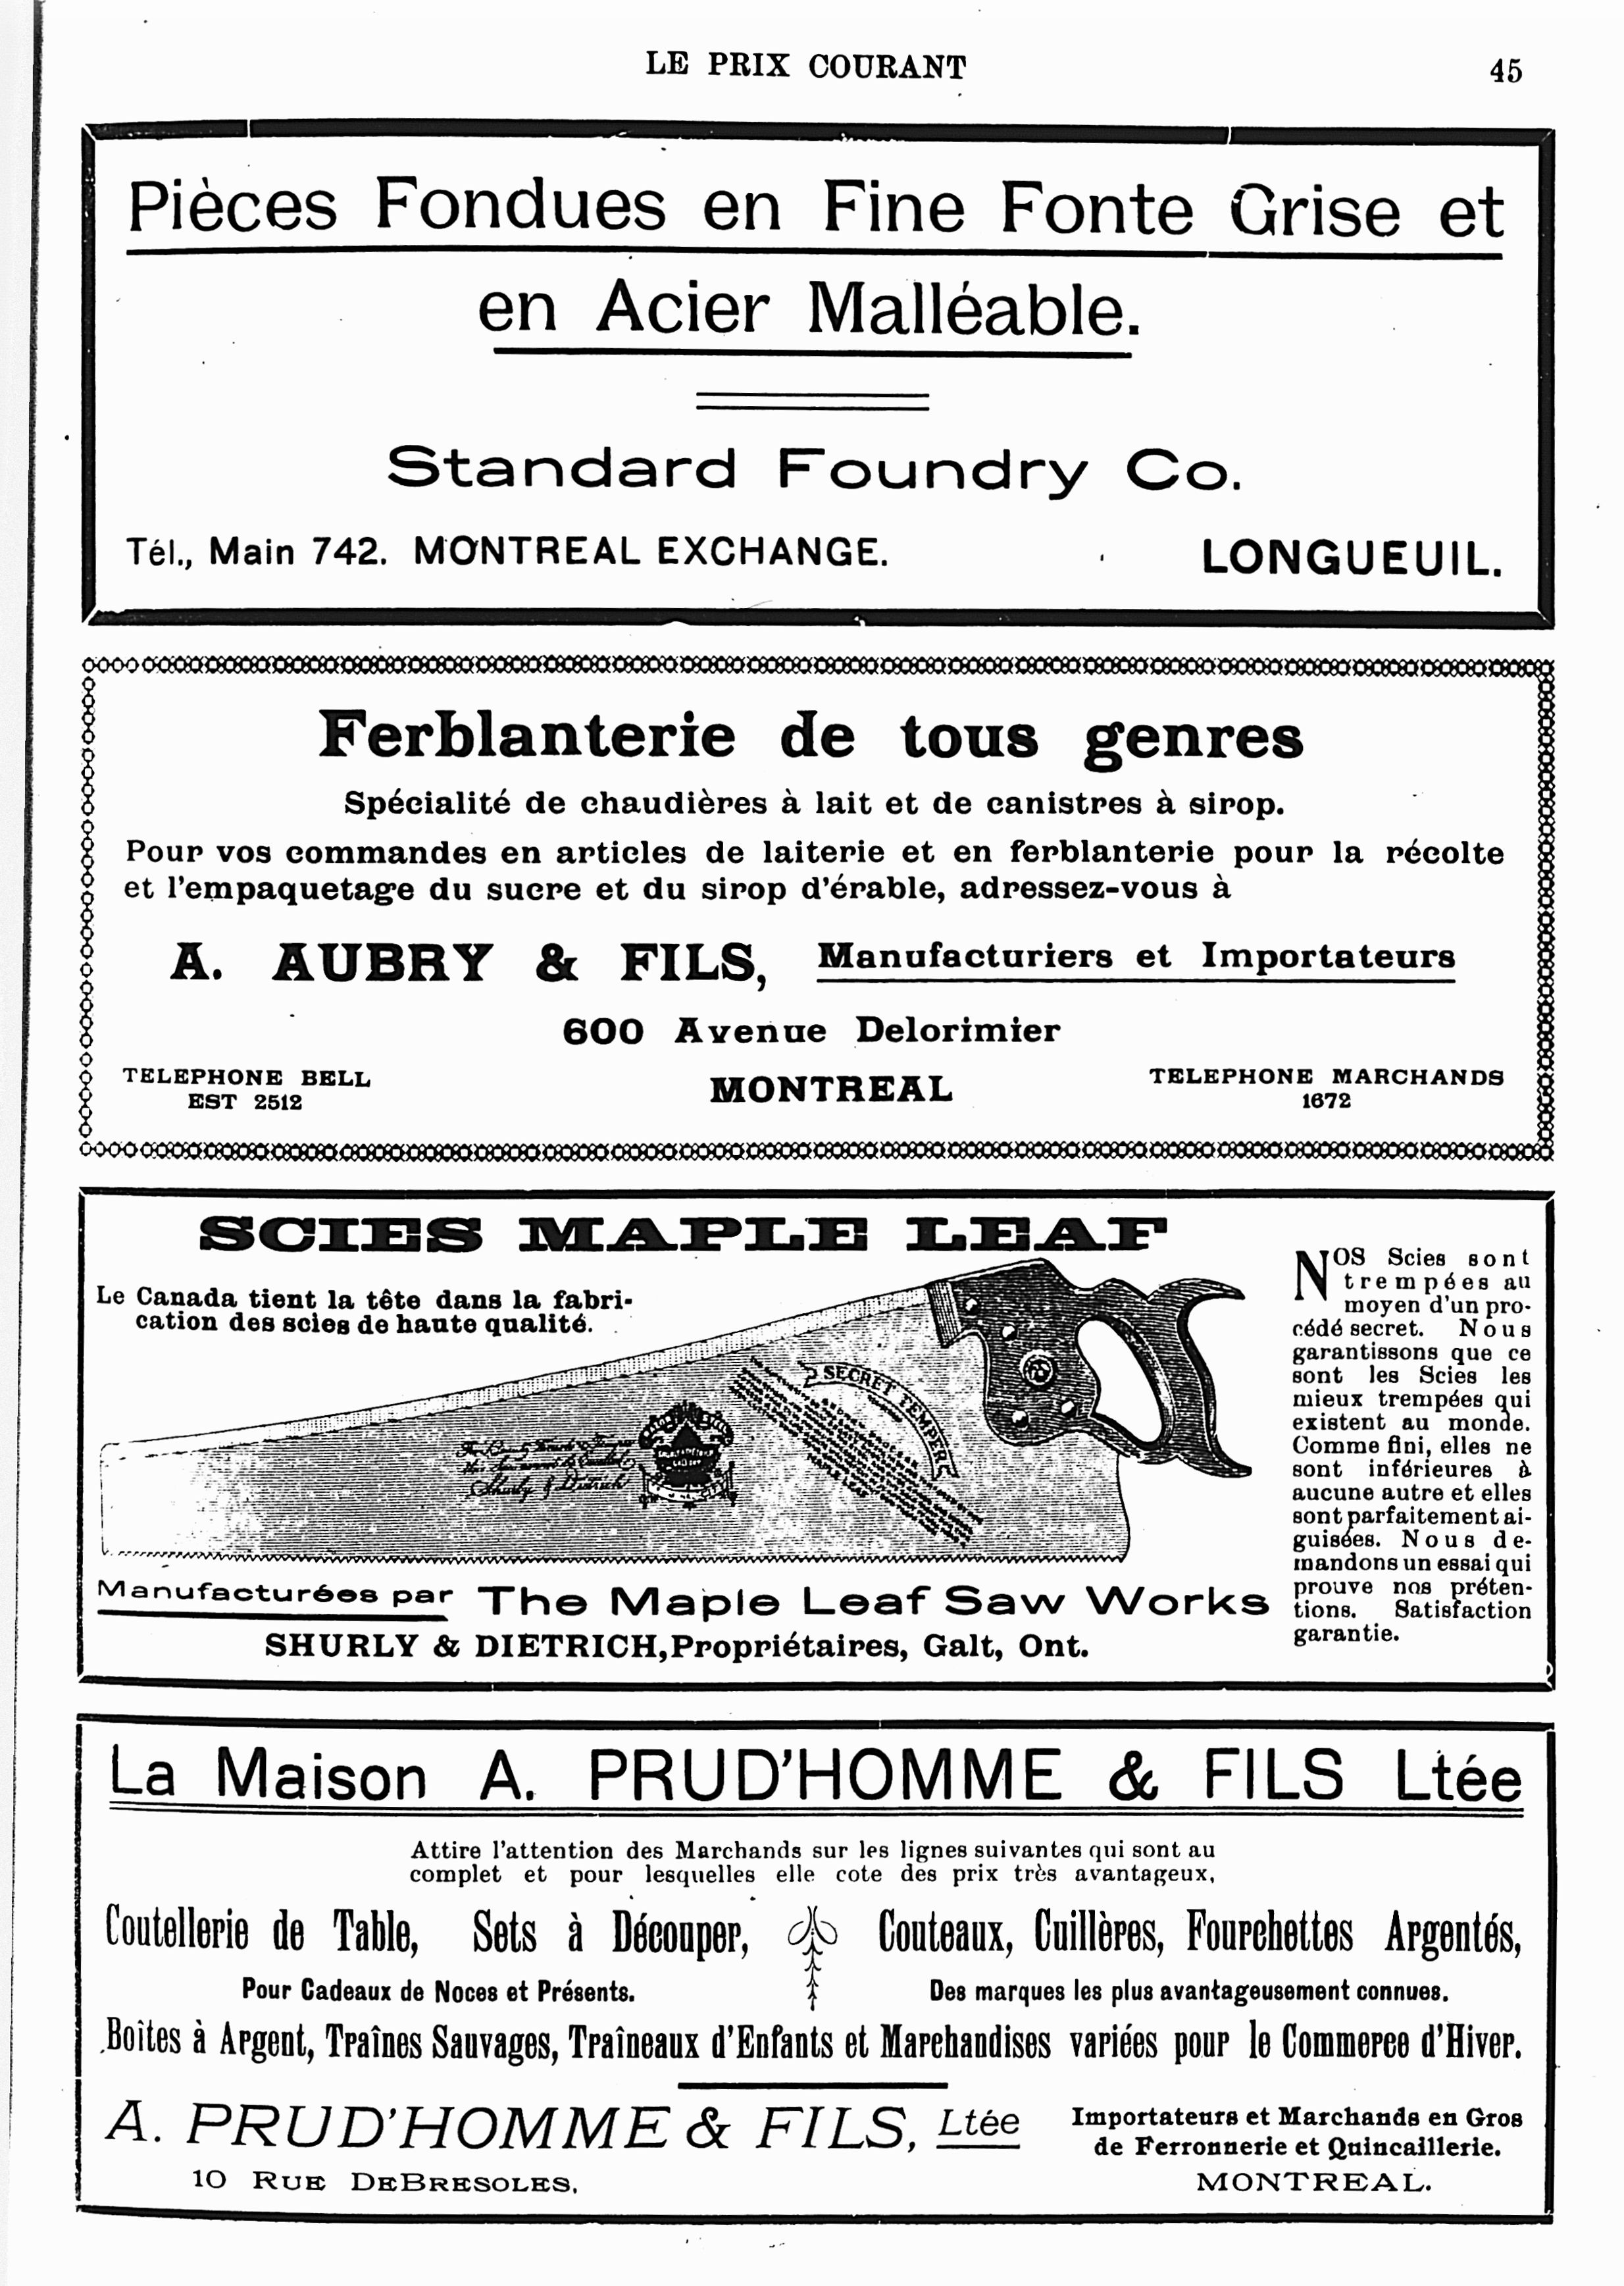 LE PRIX COURANT
45
Pièces Fondues en Fine Fonte Grise et
en Acier Malléable.
Standard Foundry Co.
Tél., Main 742. MONTREAL EXCHANGE.
LONGUEUIL.
Ferblanterie de tous genres
Spécialité de chaudières à lait et de canistres à sirop.
Pour vos commandes en articles de laiterie et en ferblanterie pour la récolte
et l'empaquetage du sucre et du sirop d'érable, adressez-vous à
A. AUBRY & FILS, Manufacturiers et Importateurs
600 Avenue Delorimier
TELEPHONE BELL
EST 2512
MONTREAL
TELEPHONE MARCHANDS
1672
SCIES MAPLE LEAF
Le Canada tient la tête dans la fabri-
cation des scies de haute qualité.
SECRET TEMPER
Shurly & Dietrich
Manufacturées par The Maple Leaf Saw Works
SHURLY & DIETRICH, Propriétaires, Galt, Ont.
NOS Scies sont
trempées au
moyen d'un pro-
cédé secret. Nous
garantissons que ce
sont les Scies les
mieux trempées qui
existent au monde.
Comme fini, elles ne
sont inférieures à
aucune autre et elles
sont parfaitement ai-
guisées. Nous de-
mandons un essai qui
prouve nos préten-
tions. Satisfaction
garantie.
La Maison A. PRUD'HOMME & FILS Ltée
Attire l'attention des Marchands sur les lignes suivantes qui sont au
complet et pour lesquelles elle cote des prix très avantageux,
Coutellerie de Table, Sets à Découper,
Pour Cadeaux de Noces et Présents.
Couteaux, Cuillères, Fourchettes Argentés,
Des marques les plus avantageusement connues.
Boîtes à Argent, Traînes Sauvages, Traîneaux d'Enfants et Marchandises variées pour le Commerce d'Hiver.
A. PRUD'HOMME & FILS, Ltée
10 RUE DEBRESOLES,
Importateurs et Marchands en Gros
de Ferronnerie et Quincaillerie.
MONTREAL.